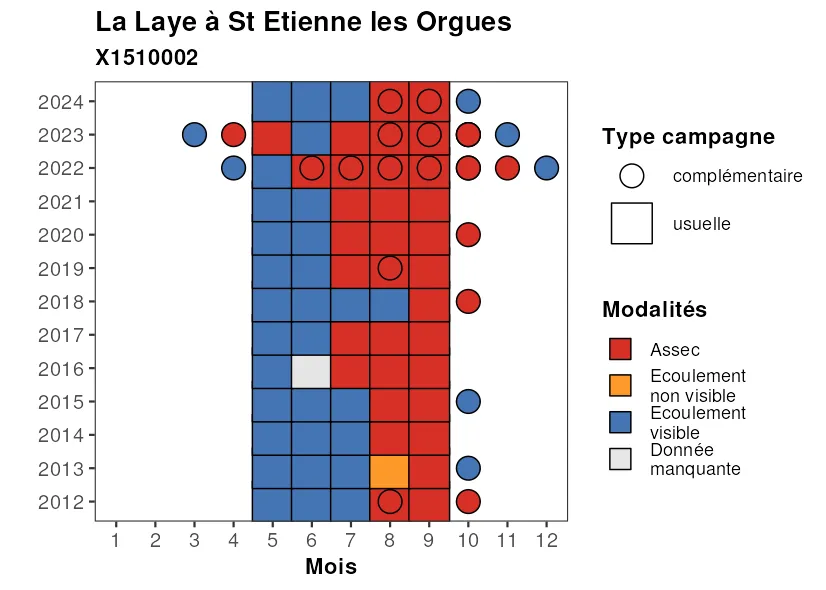 La Laye à St Etienne les Orgues
X1510002
2024
2023
2022
2021
2020
2019
2018
2017
2016
2015
2014
2013
2012
1 2 3 4 5 6 7 8 9 10 11 12
Mois
Type campagne
complémentaire
usuelle
Modalités
Assec
Ecoulement
non visible
Ecoulement
visible
Donnée
manquante